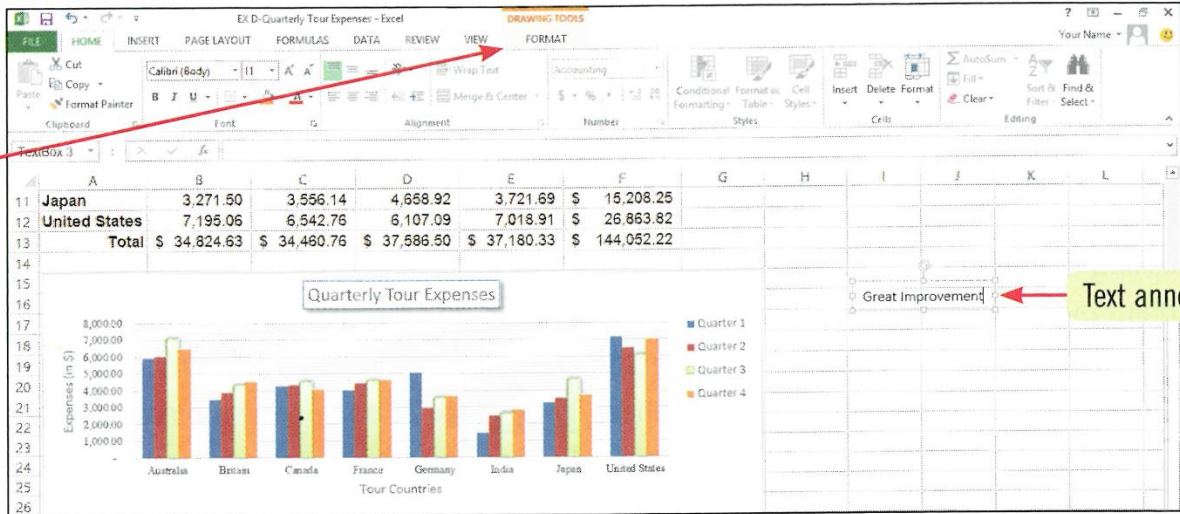 EX D-Quarterly Tour Expenses - Excel
DRAWING TOOLS
?
FILE HOME INSERT PAGE LAYOUT FORMULAS DATA REVIEW VIEW FORMAT
Your Name
Cut
Calibri (Body) 11 A A
Wrap Text
Accounting
AutoSum
Paste
Copy
Fill
Format Painter
B I U
A
Merge & Center
$ % ,
Conditional Formatting
Format as Table
Cell Styles
Insert Delete Format
Clear
Sort & Filter
Find & Select
Clipboard Font Alignment Number Styles Cells Editing
TextBox 3
fx
A B C D E F G H I J K L
11 Japan 3,271.50 3,556.14 4,658.92 3,721.69 $ 15,208.25
12 United States 7,195.06 6,542.76 6,107.09 7,018.91 $ 26,863.82
13 Total $ 34,824.63 $ 34,460.76 $ 37,586.50 $ 37,180.33 $ 144,052.22
14
15
16
17
18
19
20
21
22
23
24
25
26
Quarterly Tour Expenses
Great Improvement
Text anno
8,000.00
7,000.00
6,000.00
5,000.00
4,000.00
3,000.00
2,000.00
1,000.00
-
Expenses (in $)
Quarter 1
Quarter 2
Quarter 3
Quarter 4
Australia Britain Canada France Germany India Japan United States
Tour Countries